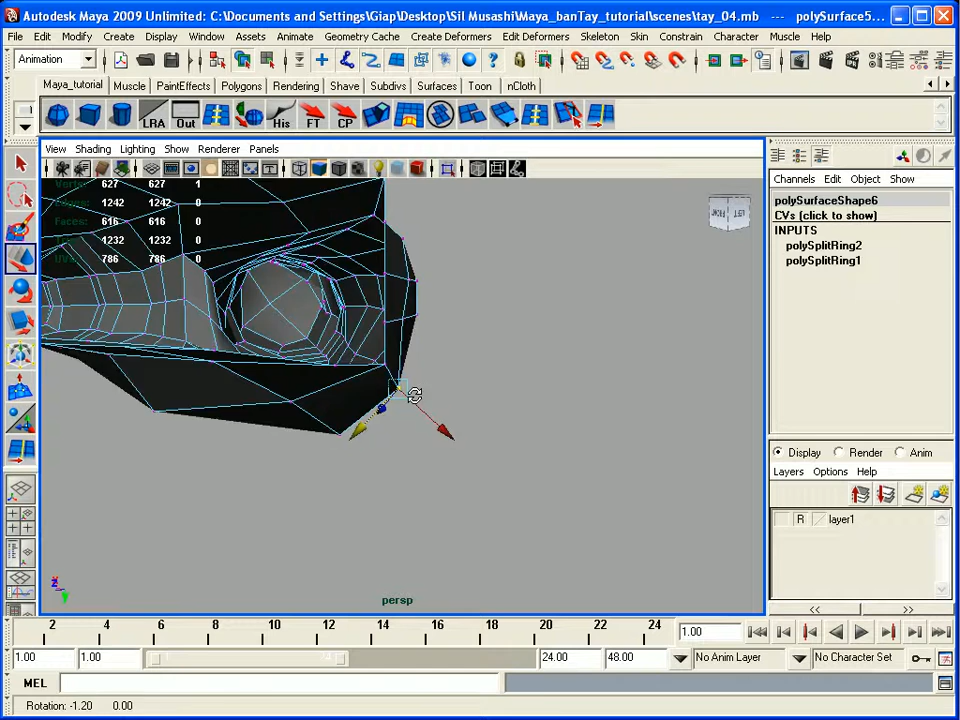 Autodesk Maya 2009 Unlimited: C:\Documents and Settings\Giap\Desktop\Sil Musashi\Maya_banTay_tutorial\scenes\tay_04.mb --- polySurface5...
File Edit Modify Create Display Window Assets Animate Geometry Cache Create Deformers Edit Deformers Skeleton Skin Constrain Character Muscle Help
Animation
Maya_tutorial Muscle PaintEffects Polygons Rendering Shave Subdivs Surfaces Toon nCloth
LRA Out His FT CP
View Shading Lighting Show Renderer Panels
Verts: 627 627 1
Edges: 1242 1242 0
Faces: 616 616 0
Tris: 1232 1232 0
UVs: 786 786 0
FRONT LEFT
persp
Channels Edit Object Show
polySurfaceShape6
CVs (click to show)
INPUTS
polySplitRing2
polySplitRing1
Display Render Anim
Layers Options Help
R layer1
<< >>
2 4 6 8 10 12 14 16 18 20 22 24 1.00
1.00 1.00 24.00 48.00 No Anim Layer No Character Set
MEL
Rotation: -1.20 0.00